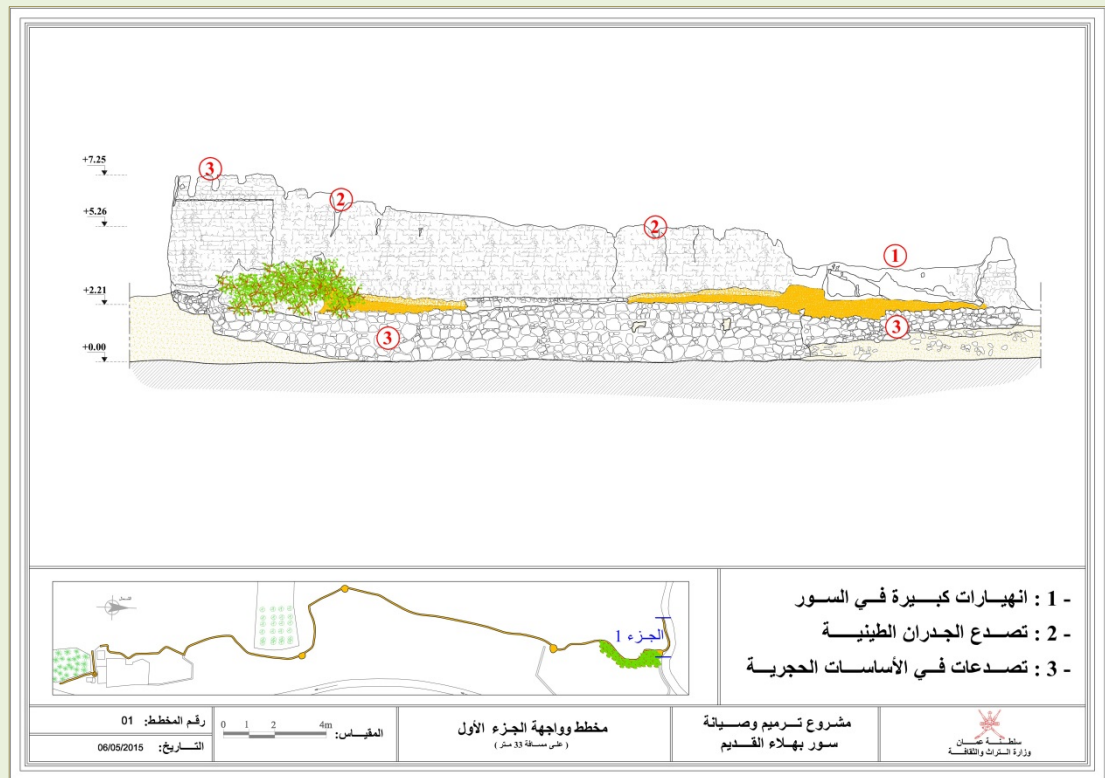 +7.25
+5.26
+2.21
+0.00
3
2
2
1
3
3
- 1 : انهيارات كبيرة في السور
- 2 : تصدع الجدران الطينية
- 3 : تصدعات في الأساسات الحجرية
الشمال
الجزء 1
سلطنة عمان
وزارة التراث والثقافة
مشروع ترميم وصيانة
سور بهلاء القديم
مخطط وواجهة الجزء الأول
( على مسافة 33 متر )
المقياس:
0 1 2 4m
رقم المخطط: 01
التاريخ: 06/05/2015